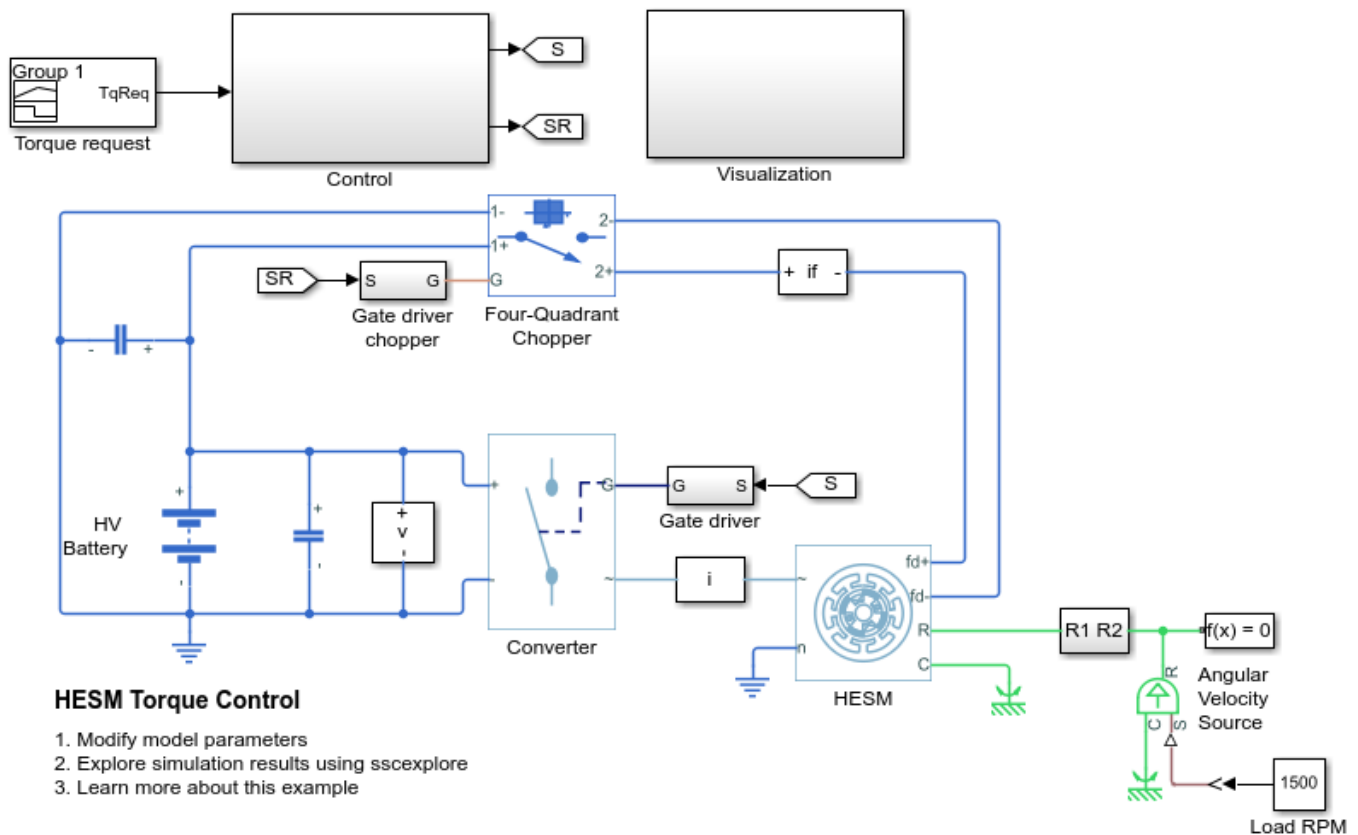 Group 1
TqReq
Torque request
Control
S
SR
Visualization
1-
1+
G
2-
2+
Four-Quadrant
Chopper
SR
S G
Gate driver
chopper
+ if -
- +
HV
Battery
+
-
+
-
+
v
-
+
-
G
~
Converter
G S
Gate driver
S
i
~
n
fd+
fd-
R
C
HESM
R1 R2
f(x) = 0
R
C
S
Angular
Velocity
Source
1500
Load RPM
HESM Torque Control
1. Modify model parameters
2. Explore simulation results using sscexplore
3. Learn more about this example